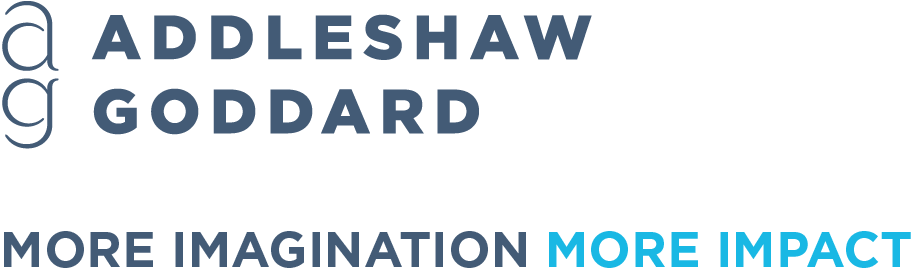 ag
ADDLESHAW
GODDARD
MORE IMAGINATION MORE IMPACT